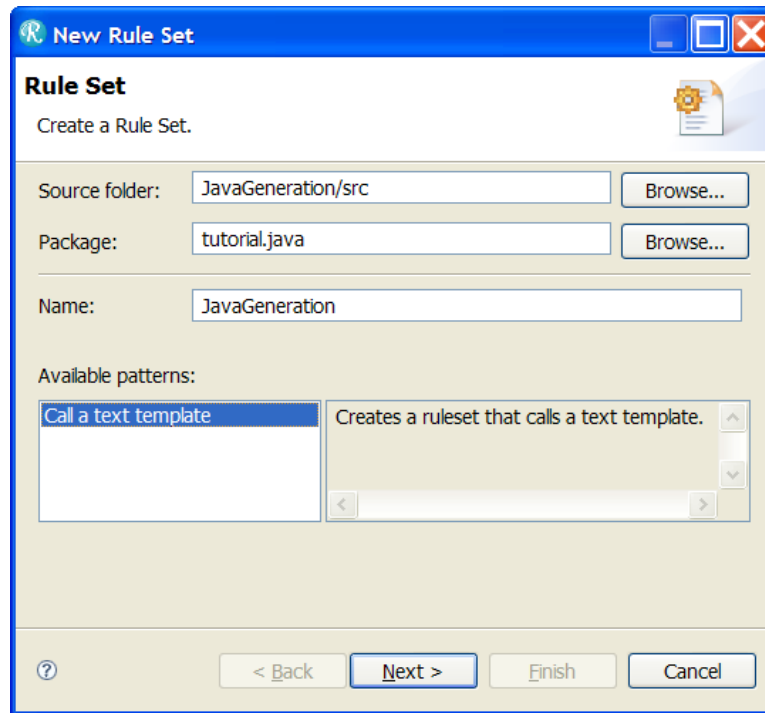 New Rule Set
Rule Set
Create a Rule Set.
Source folder: JavaGeneration/src Browse...
Package: tutorial.java Browse...
Name: JavaGeneration
Available patterns:
Call a text template Creates a ruleset that calls a text template.
? < Back Next > Finish Cancel